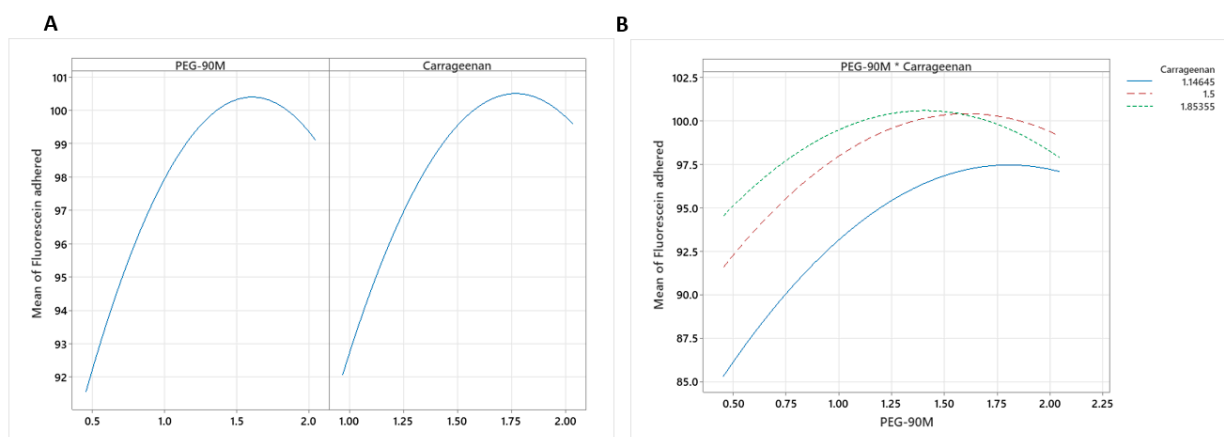 A
PEG-90M Carrageenan
Mean of Fluorescein adhered
101
100
99
98
97
96
95
94
93
92
0.5 1.0 1.5 2.0 1.00 1.25 1.50 1.75 2.00
B
PEG-90M * Carrageenan
Mean of Fluorescein adhered
102.5
100.0
97.5
95.0
92.5
90.0
87.5
85.0
0.50 0.75 1.00 1.25 1.50 1.75 2.00 2.25
PEG-90M
Carrageenan
1.14645
1.5
1.85355